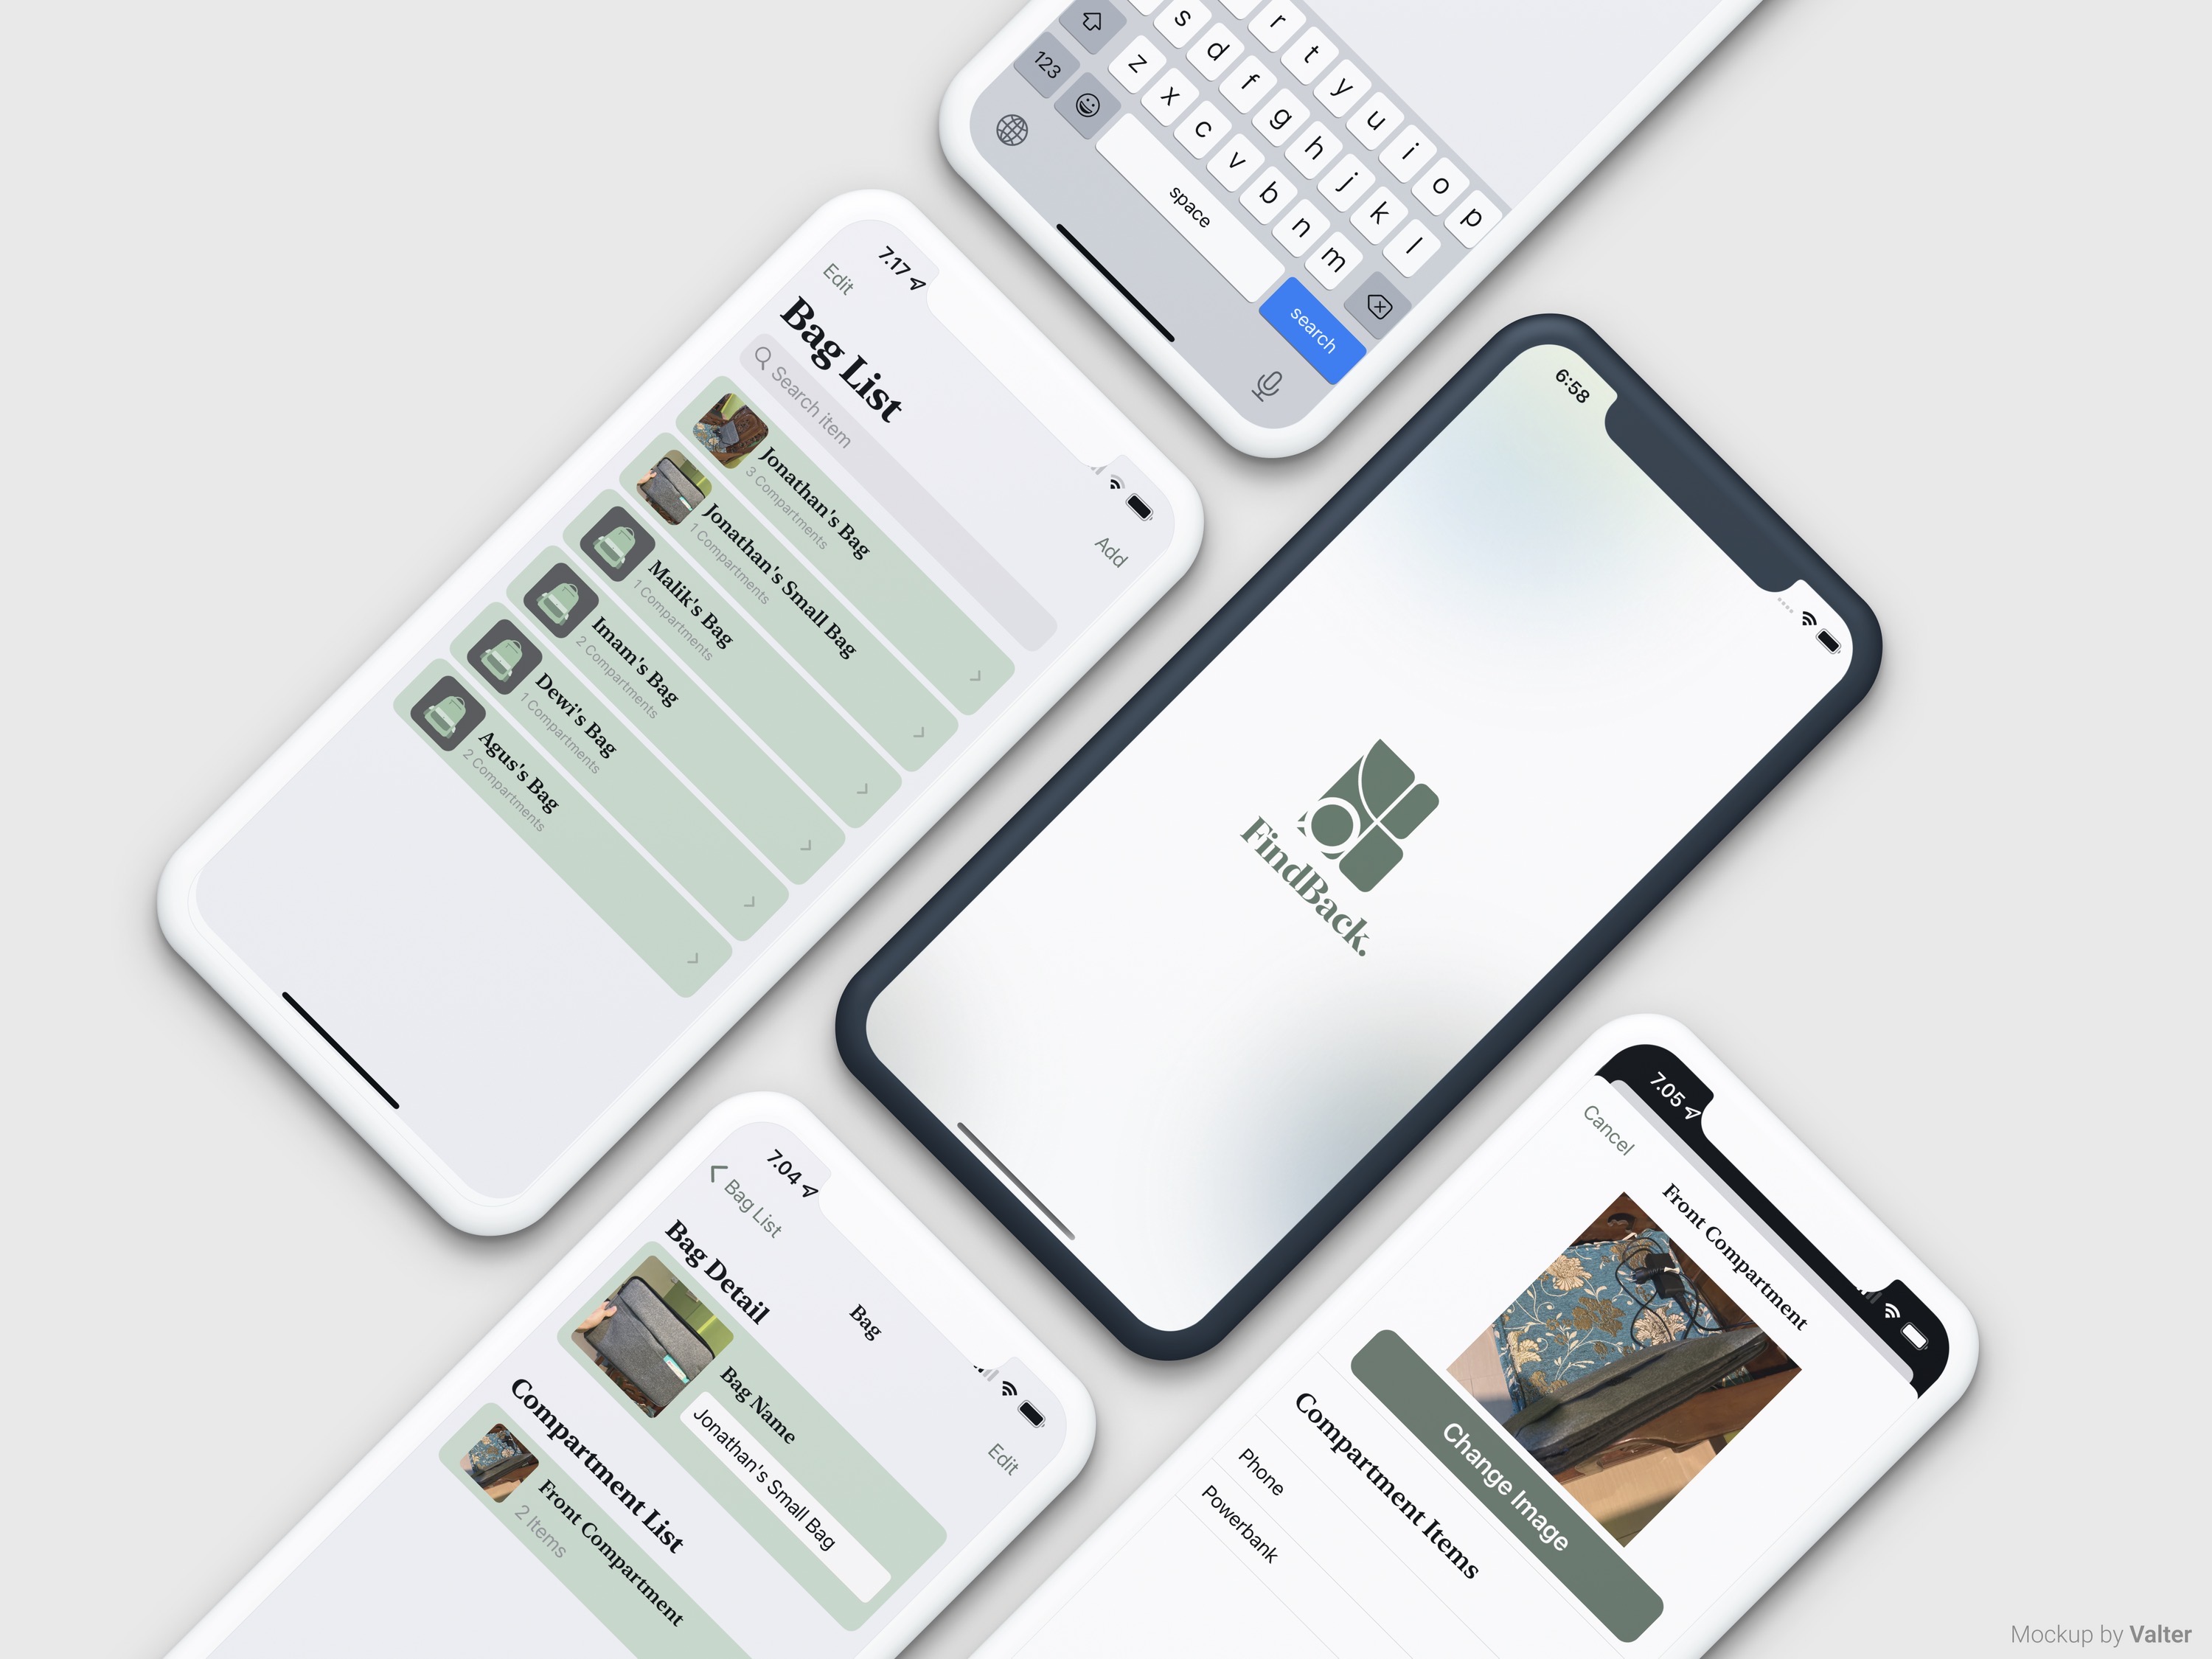 r t y u i o p
s d f g h j k l
z x c v b n m
123
space
search
7.17
Edit
Add
Bag List
Search item
Jonathan's Bag
3 Compartments
Jonathan's Small Bag
1 Compartments
Malik's Bag
1 Compartments
Imam's Bag
2 Compartments
Dewi's Bag
1 Compartments
Agus's Bag
2 Compartments
6:58
FindBack.
7.04
Bag List
Bag
Edit
Bag Detail
Bag Name
Jonathan's Small Bag
Compartment List
Front Compartment
2 Items
7.05
Cancel
Front Compartment
Change Image
Compartment Items
Phone
Powerbank
Mockup by Valter